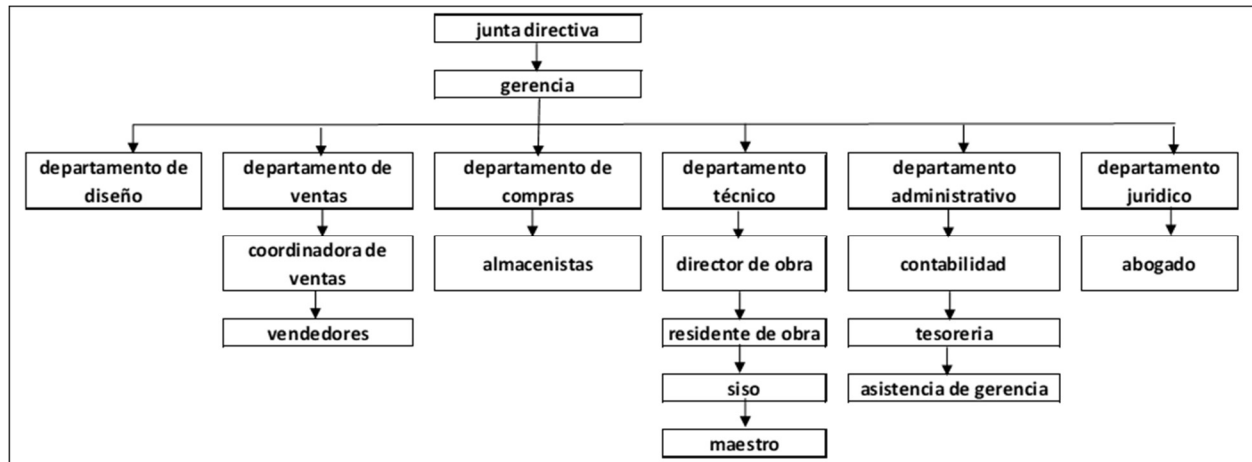 junta directiva
gerencia
departamento de
diseño
departamento de
ventas
departamento de
compras
departamento
técnico
departamento
administrativo
departamento
juridico
coordinadora de
ventas
almacenistas
director de obra
contabilidad
abogado
vendedores
residente de obra
tesoreria
siso
asistencia de gerencia
maestro